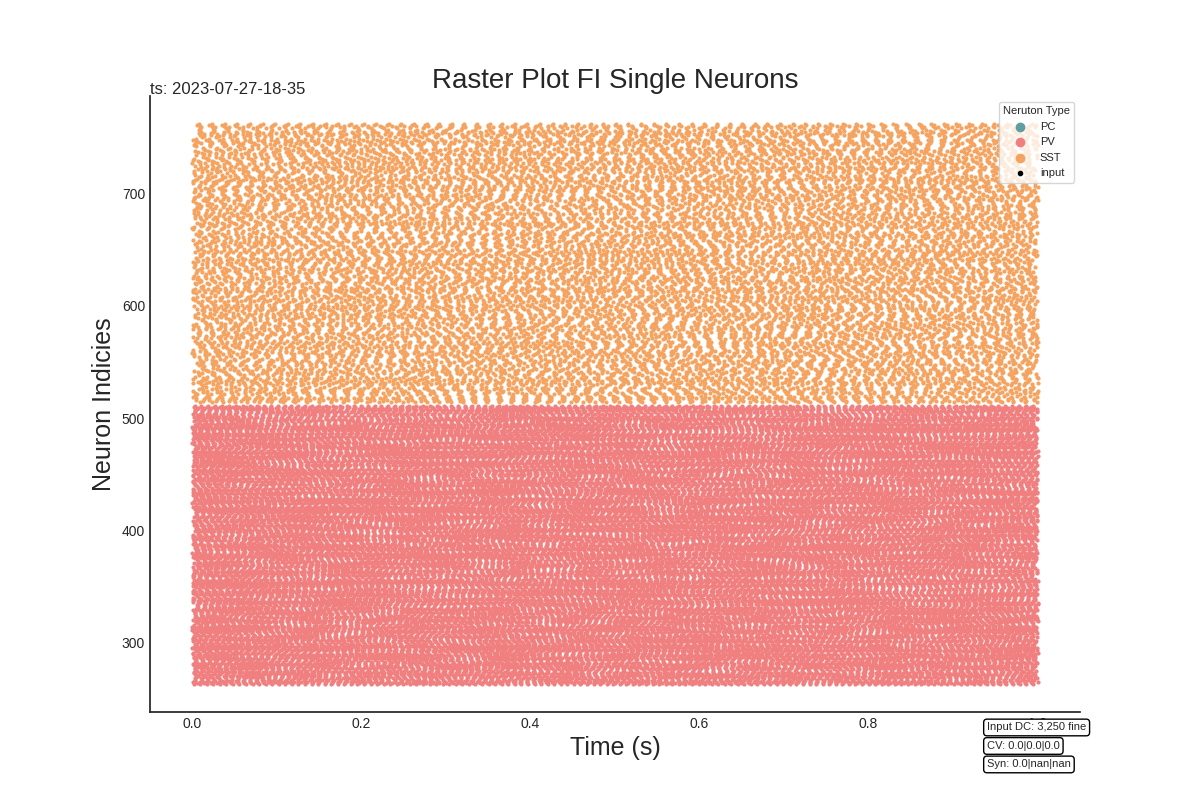 Raster Plot FI Single Neurons
ts: 2023-07-27-18-35
Neruton Type
PC
PV
SST
input
700
600
500
400
300
Neuron Indicies
0.0
0.2
0.4
0.6
0.8
Time (s)
Input DC: 3,250 fine
CV: 0.0|0.0|0.0
Syn: 0.0|nan|nan